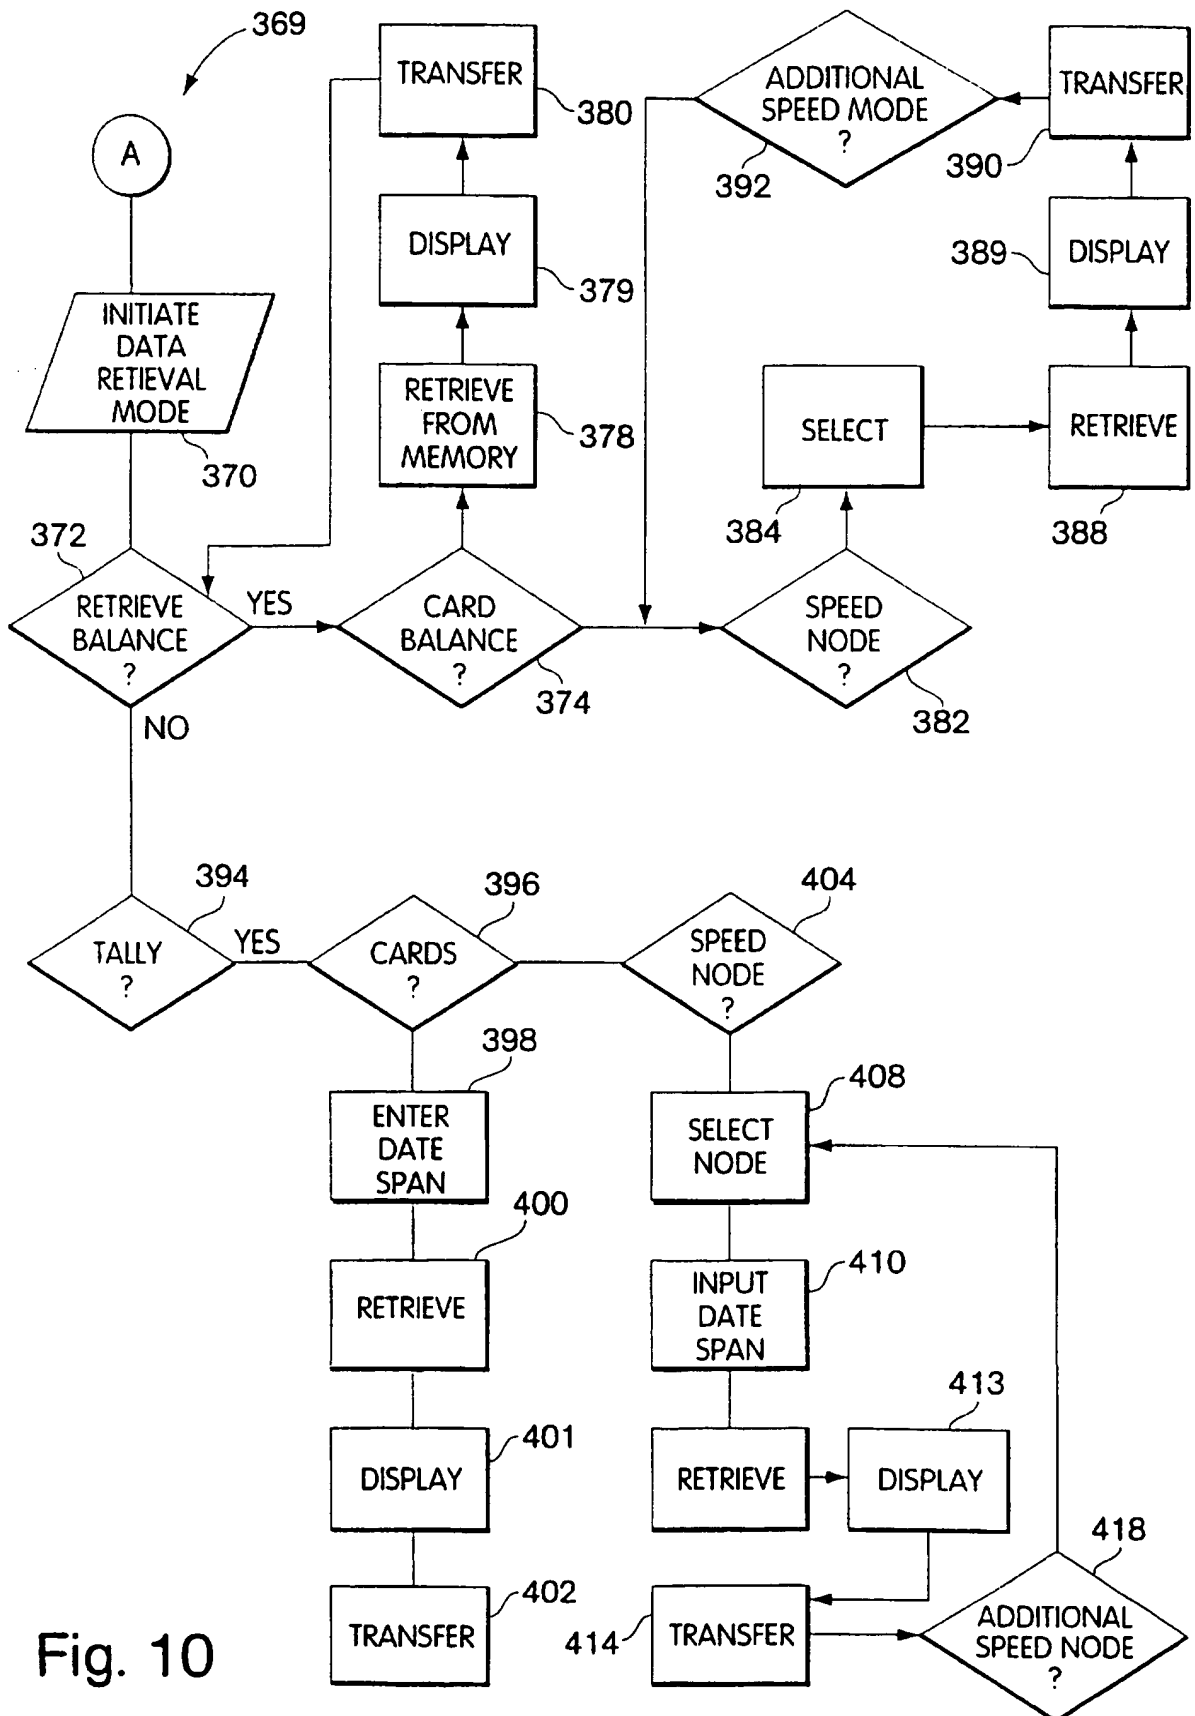 369
A
INITIATE
DATA
RETIEVAL
MODE
370
372
RETRIEVE
BALANCE
?
YES
NO
TRANSFER
380
DISPLAY
379
RETRIEVE
FROM
MEMORY
378
CARD
BALANCE
?
374
ADDITIONAL
SPEED MODE
?
392
TRANSFER
390
DISPLAY
389
RETRIEVE
388
SELECT
384
SPEED
NODE
?
382
394
TALLY
?
YES
396
CARDS
?
398
ENTER
DATE
SPAN
400
RETRIEVE
401
DISPLAY
402
TRANSFER
404
SPEED
NODE
?
408
SELECT
NODE
410
INPUT
DATE
SPAN
RETRIEVE
413
DISPLAY
414
TRANSFER
418
ADDITIONAL
SPEED NODE
?
Fig. 10